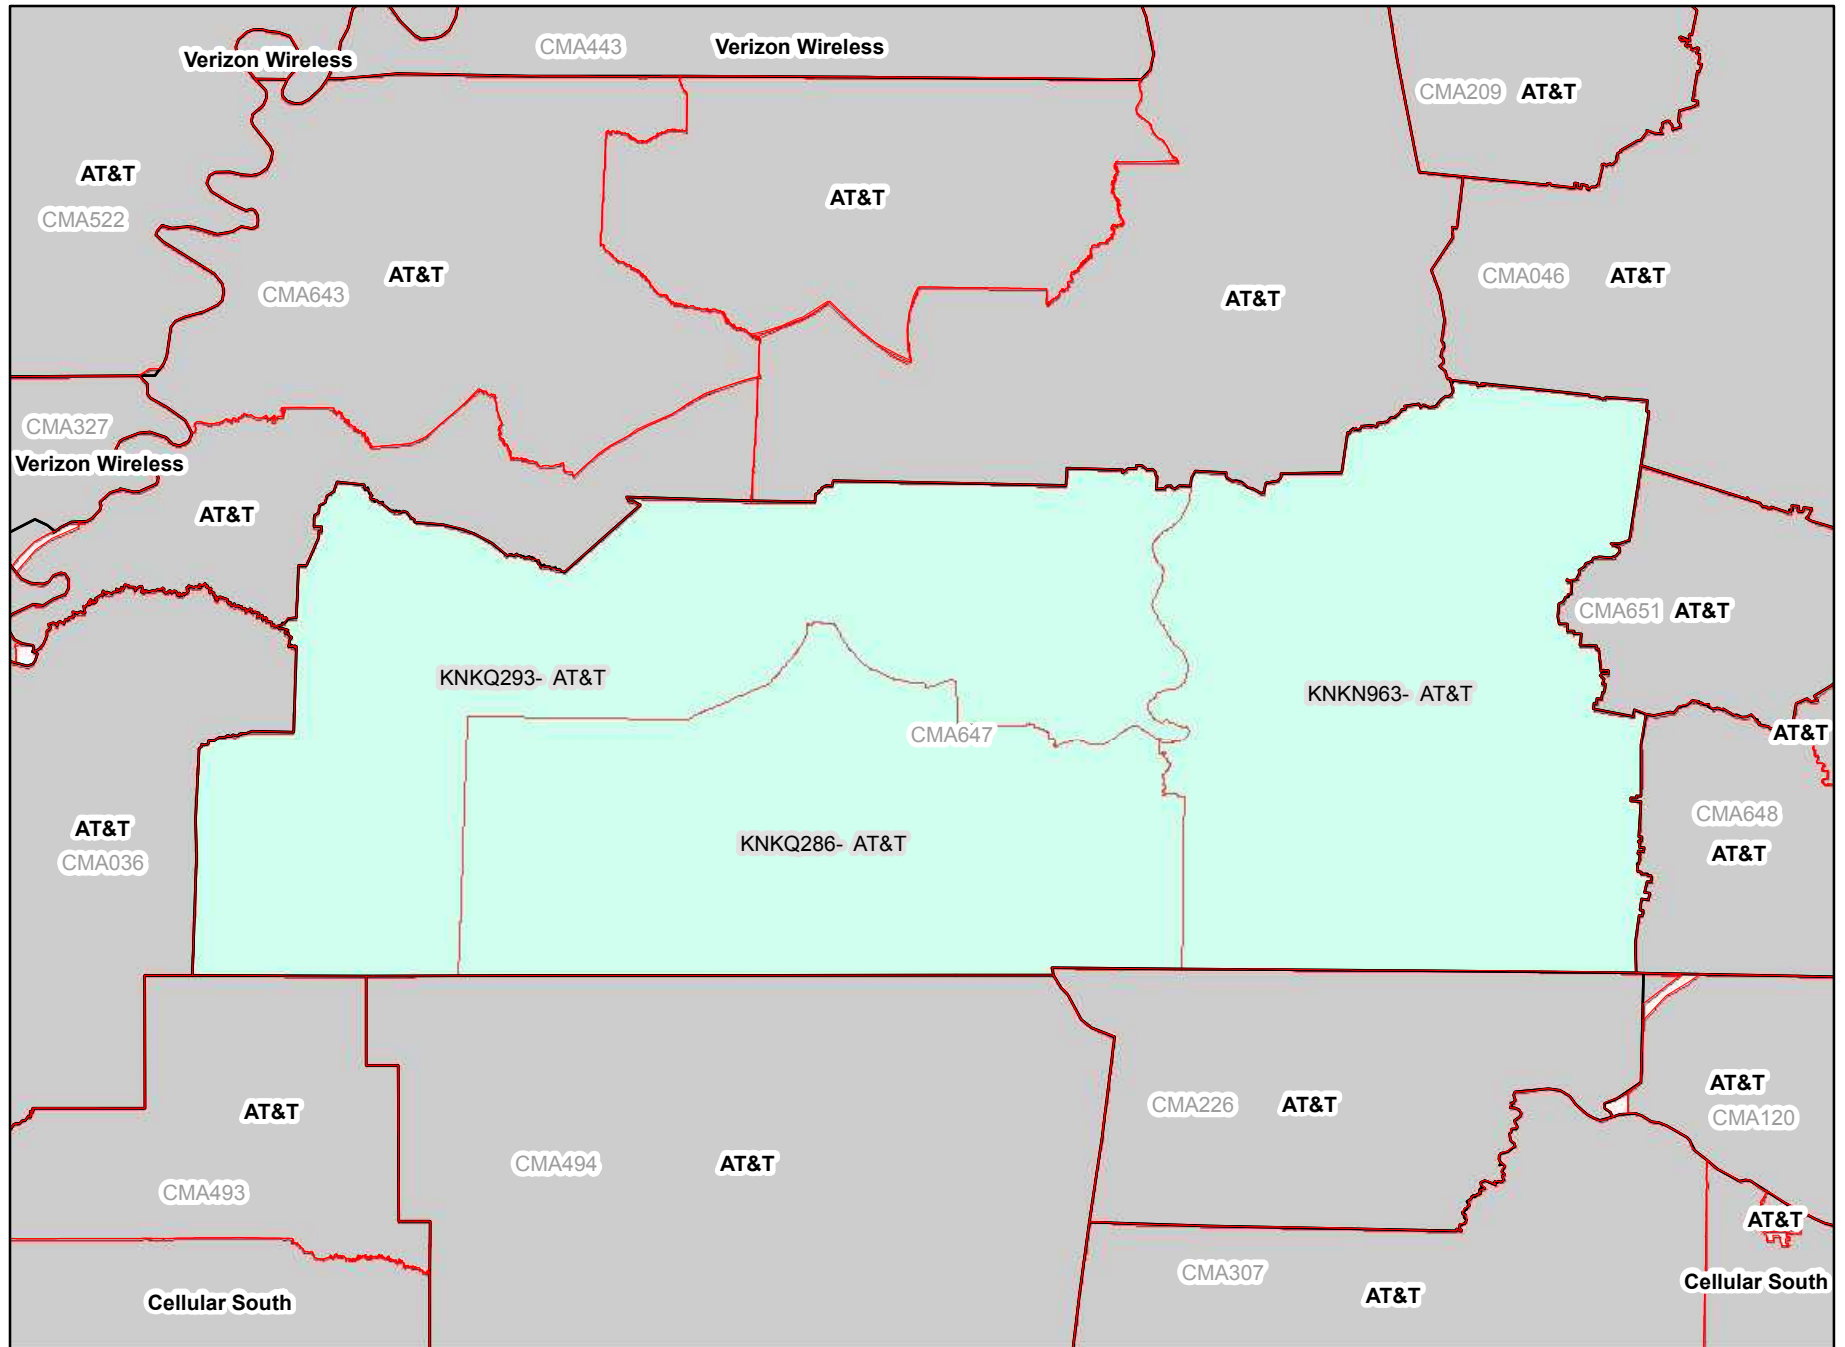 CMA443
Verizon Wireless
Verizon Wireless
CMA209 AT&T
AT&T
CMA522
AT&T
AT&T
CMA643
AT&T
CMA046 AT&T
CMA327
Verizon Wireless
AT&T
CMA651 AT&T
KNKQ293- AT&T
KNKN963- AT&T
CMA647
AT&T
CMA648
AT&T
AT&T
CMA036
KNKQ286- AT&T
AT&T
CMA493
CMA494 AT&T
CMA226 AT&T
AT&T
CMA120
AT&T
CMA307
AT&T
Cellular South
Cellular South